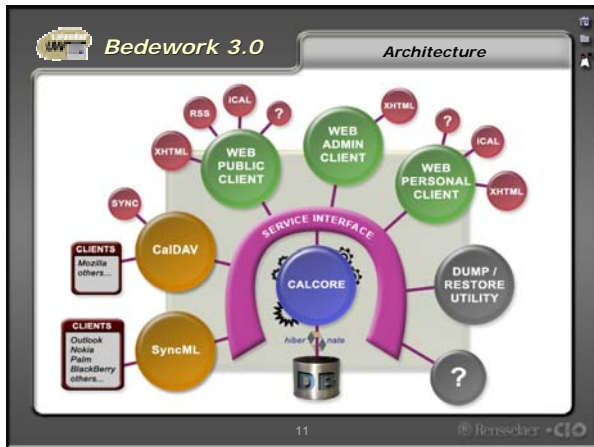 Bedework 3.0
Architecture
RSS
iCAL
?
XHTML
WEB
PUBLIC
CLIENT
WEB
ADMIN
CLIENT
XHTML
?
iCAL
XHTML
WEB
PERSONAL
CLIENT
SYNC
CalDAV
CLIENTS
Mozilla
others...
SERVICE INTERFACE
CALCORE
DUMP /
RESTORE
UTILITY
CLIENTS
Outlook
Nokia
Palm
BlackBerry
others...
SyncML
hiber nate
DB
?
11
Rensselaer • CIO